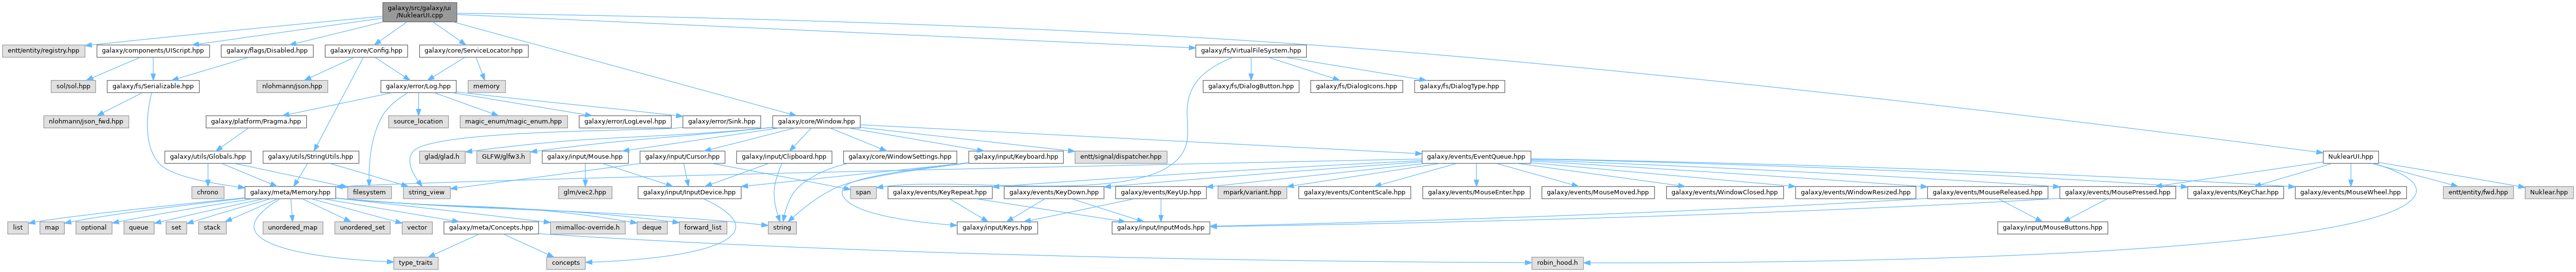 galaxy/src/galaxy/ui
/NuklearUI.cpp
entt/entity/registry.hpp
galaxy/components/UIScript.hpp
galaxy/flags/Disabled.hpp
galaxy/core/Config.hpp
galaxy/core/ServiceLocator.hpp
galaxy/fs/VirtualFileSystem.hpp
sol/sol.hpp
galaxy/fs/Serializable.hpp
nlohmann/json.hpp
galaxy/error/Log.hpp
memory
galaxy/fs/DialogButton.hpp
galaxy/fs/DialogIcons.hpp
galaxy/fs/DialogType.hpp
nlohmann/json_fwd.hpp
galaxy/platform/Pragma.hpp
source_location
magic_enum/magic_enum.hpp
galaxy/error/LogLevel.hpp
galaxy/error/Sink.hpp
galaxy/core/Window.hpp
galaxy/utils/Globals.hpp
galaxy/utils/StringUtils.hpp
glad/glad.h
GLFW/glfw3.h
galaxy/input/Mouse.hpp
galaxy/input/Cursor.hpp
galaxy/input/Clipboard.hpp
galaxy/core/WindowSettings.hpp
galaxy/input/Keyboard.hpp
entt/signal/dispatcher.hpp
galaxy/events/EventQueue.hpp
NuklearUI.hpp
chrono
galaxy/meta/Memory.hpp
filesystem
string_view
glm/vec2.hpp
galaxy/input/InputDevice.hpp
span
galaxy/events/KeyRepeat.hpp
galaxy/events/KeyDown.hpp
galaxy/events/KeyUp.hpp
mpark/variant.hpp
galaxy/events/ContentScale.hpp
galaxy/events/MouseEnter.hpp
galaxy/events/MouseMoved.hpp
galaxy/events/WindowClosed.hpp
galaxy/events/WindowResized.hpp
galaxy/events/MouseReleased.hpp
galaxy/events/MousePressed.hpp
galaxy/events/KeyChar.hpp
galaxy/events/MouseWheel.hpp
entt/entity/fwd.hpp
Nuklear.hpp
list
map
optional
queue
set
stack
unordered_map
unordered_set
vector
galaxy/meta/Concepts.hpp
mimalloc-override.h
deque
forward_list
string
galaxy/input/Keys.hpp
galaxy/input/InputMods.hpp
galaxy/input/MouseButtons.hpp
type_traits
concepts
robin_hood.h